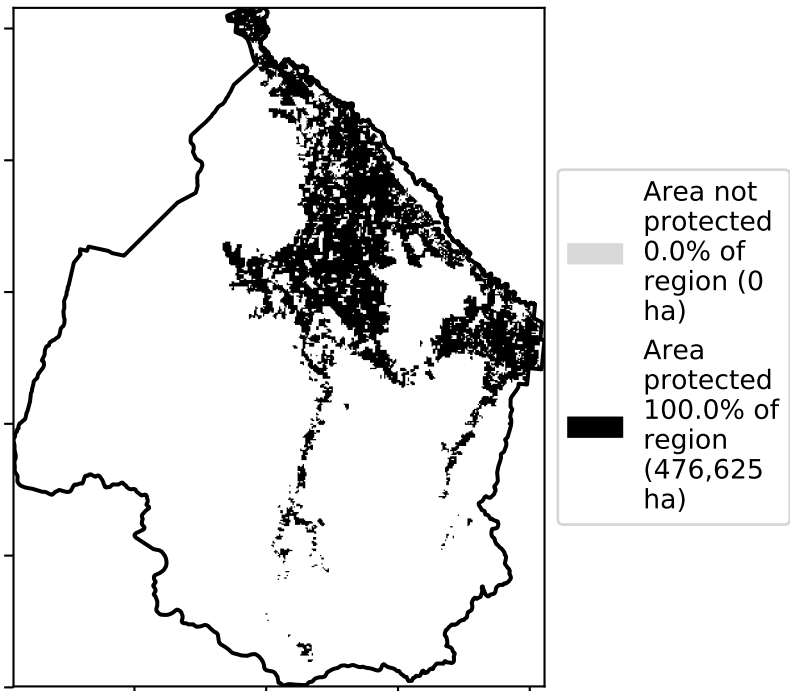 Area not
protected
0.0% of
region (0
ha)
Area
protected
100.0% of
region
(476,625
ha)